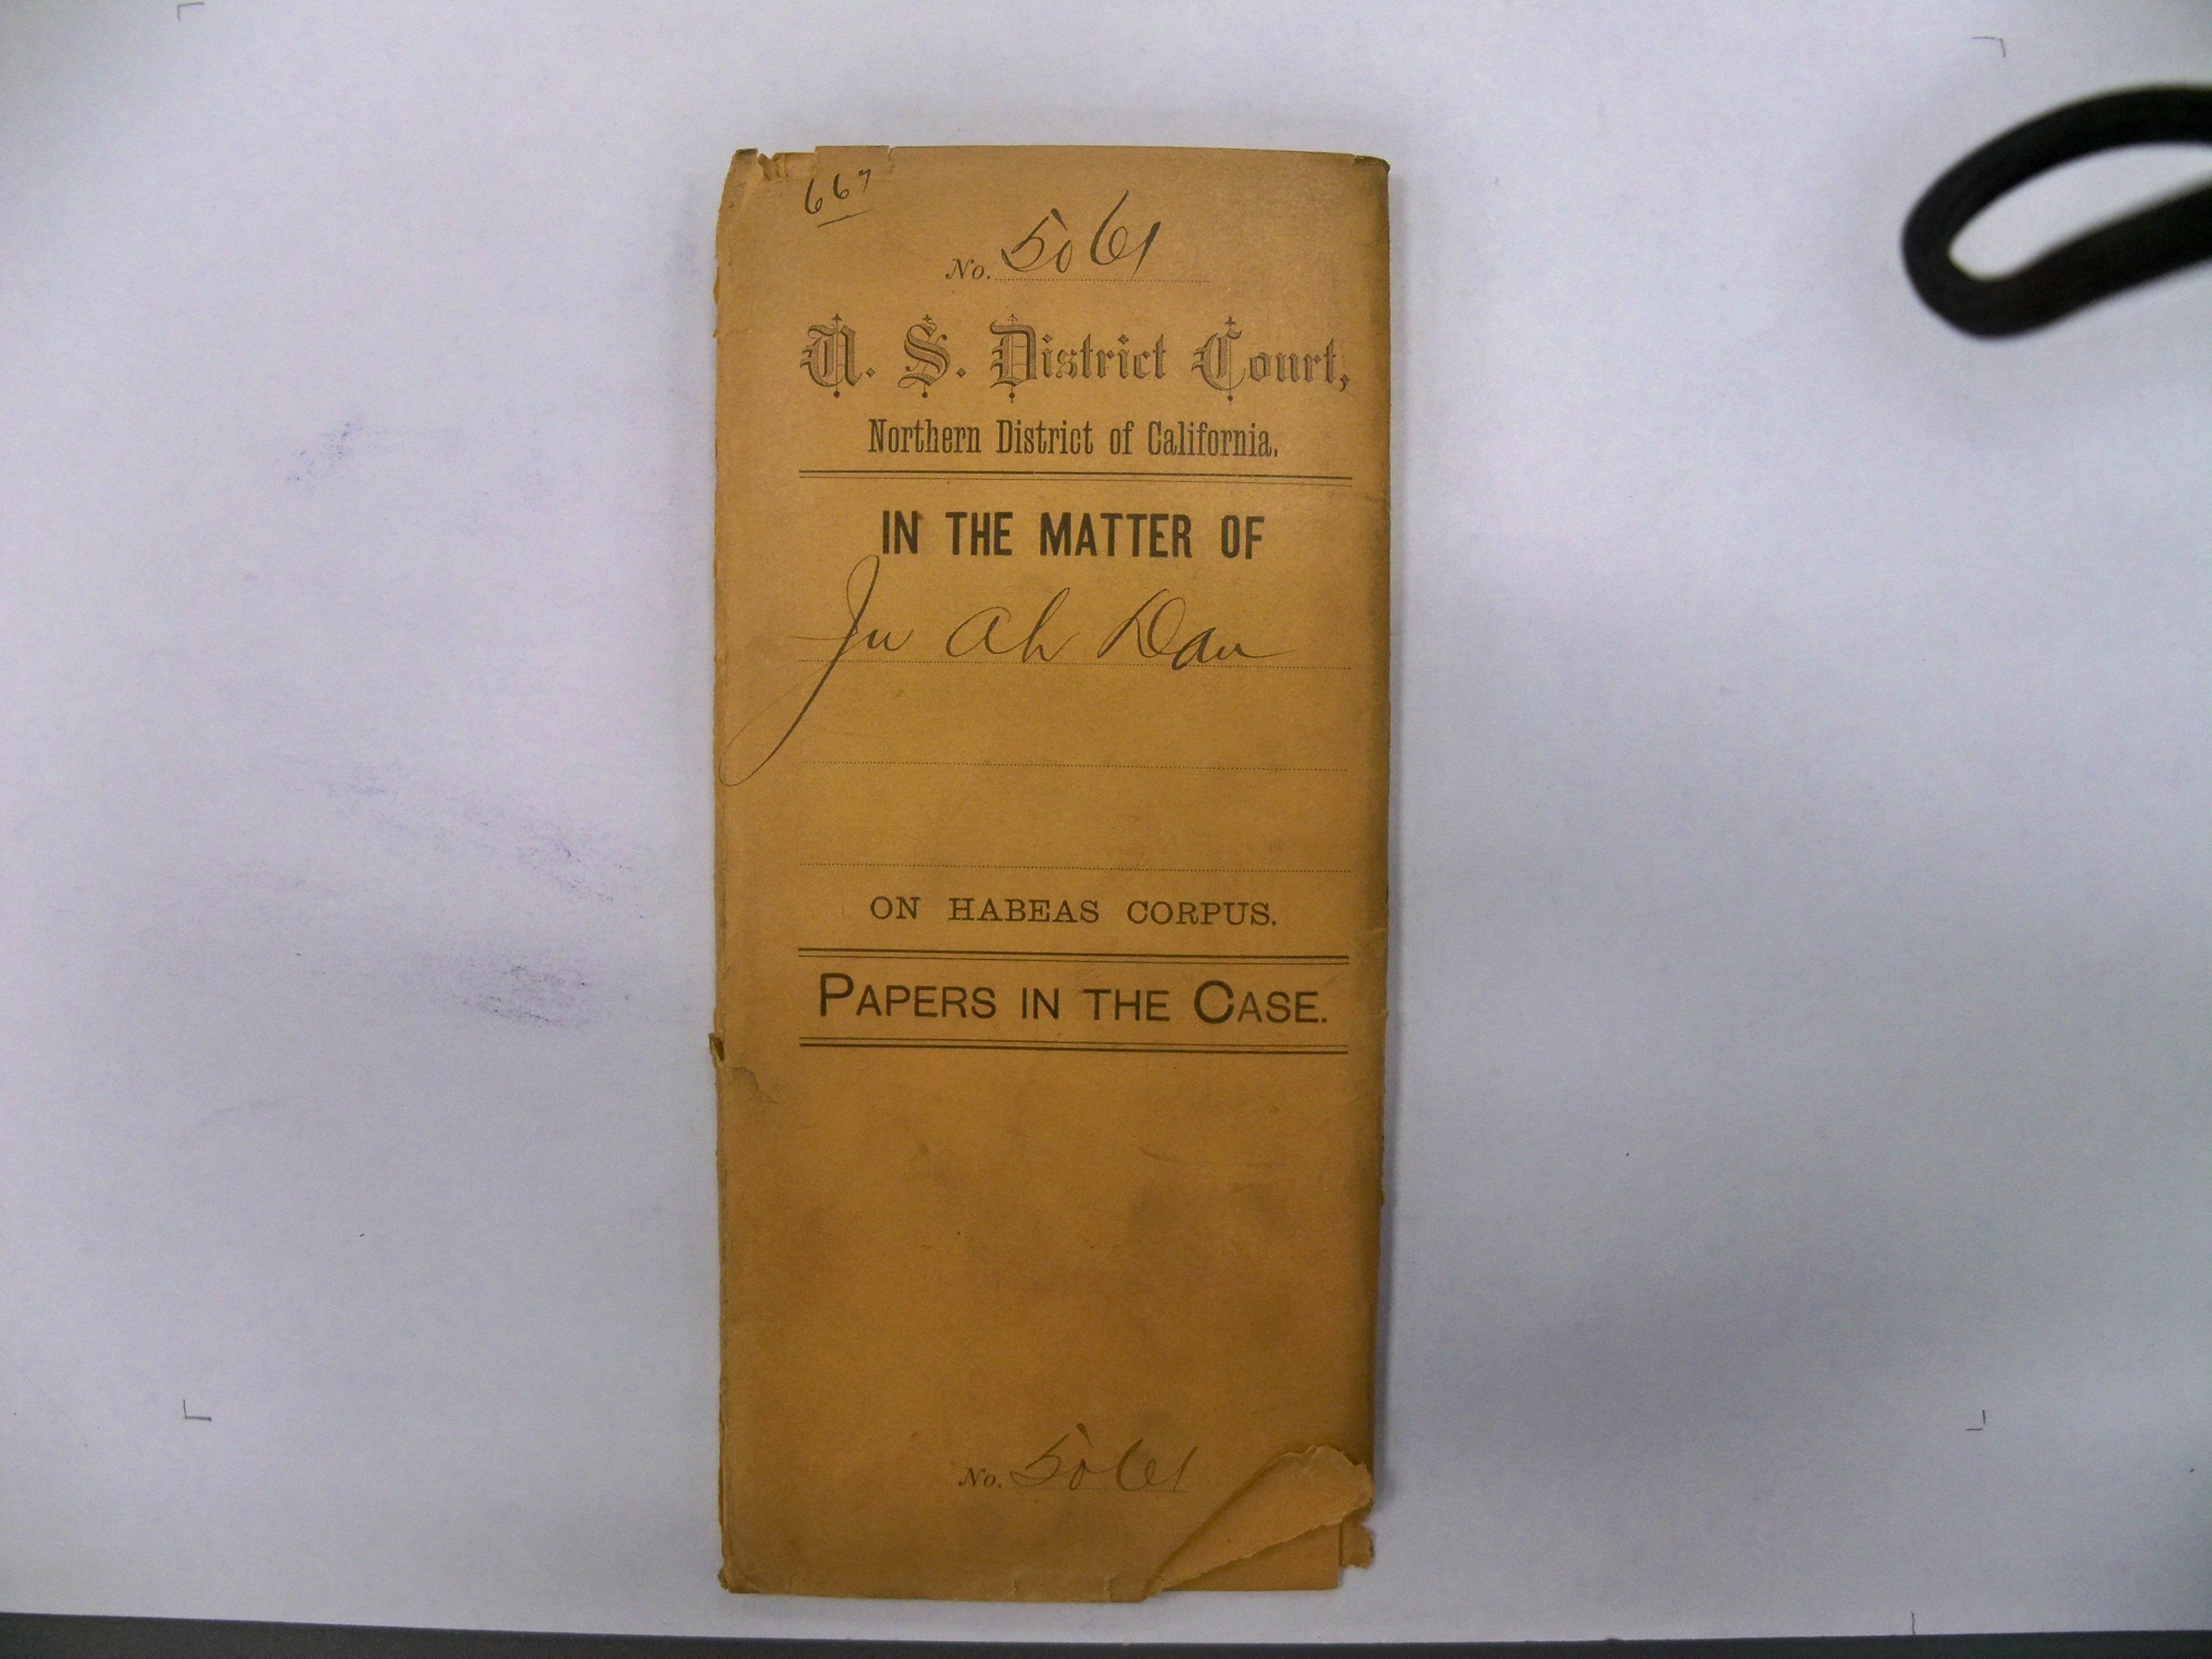 667
No. 5061
U. S. District Court,
Northern District of California.
IN THE MATTER OF
Ju Ah Dan
ON HABEAS CORPUS.
PAPERS IN THE CASE.
No. 5061